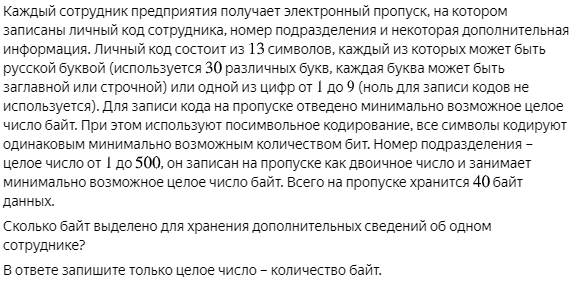 Каждый сотрудник предприятия получает электронный пропуск, на котором
записаны личный код сотрудника, номер подразделения и некоторая дополнительная
информация. Личный код состоит из 13 символов, каждый из которых может быть
русской буквой (используется 30 различных букв, каждая буква может быть
заглавной или строчной) или одной из цифр от 1 до 9 (ноль для записи кодов не
используется). Для записи кода на пропуске отведено минимально возможное целое
число байт. При этом используют посимвольное кодирование, все символы кодируют
одинаковым минимально возможным количеством бит. Номер подразделения –
целое число от 1 до 500, он записан на пропуске как двоичное число и занимает
минимально возможное целое число байт. Всего на пропуске хранится 40 байт
данных.
Сколько байт выделено для хранения дополнительных сведений об одном
сотруднике?
В ответе запишите только целое число – количество байт.